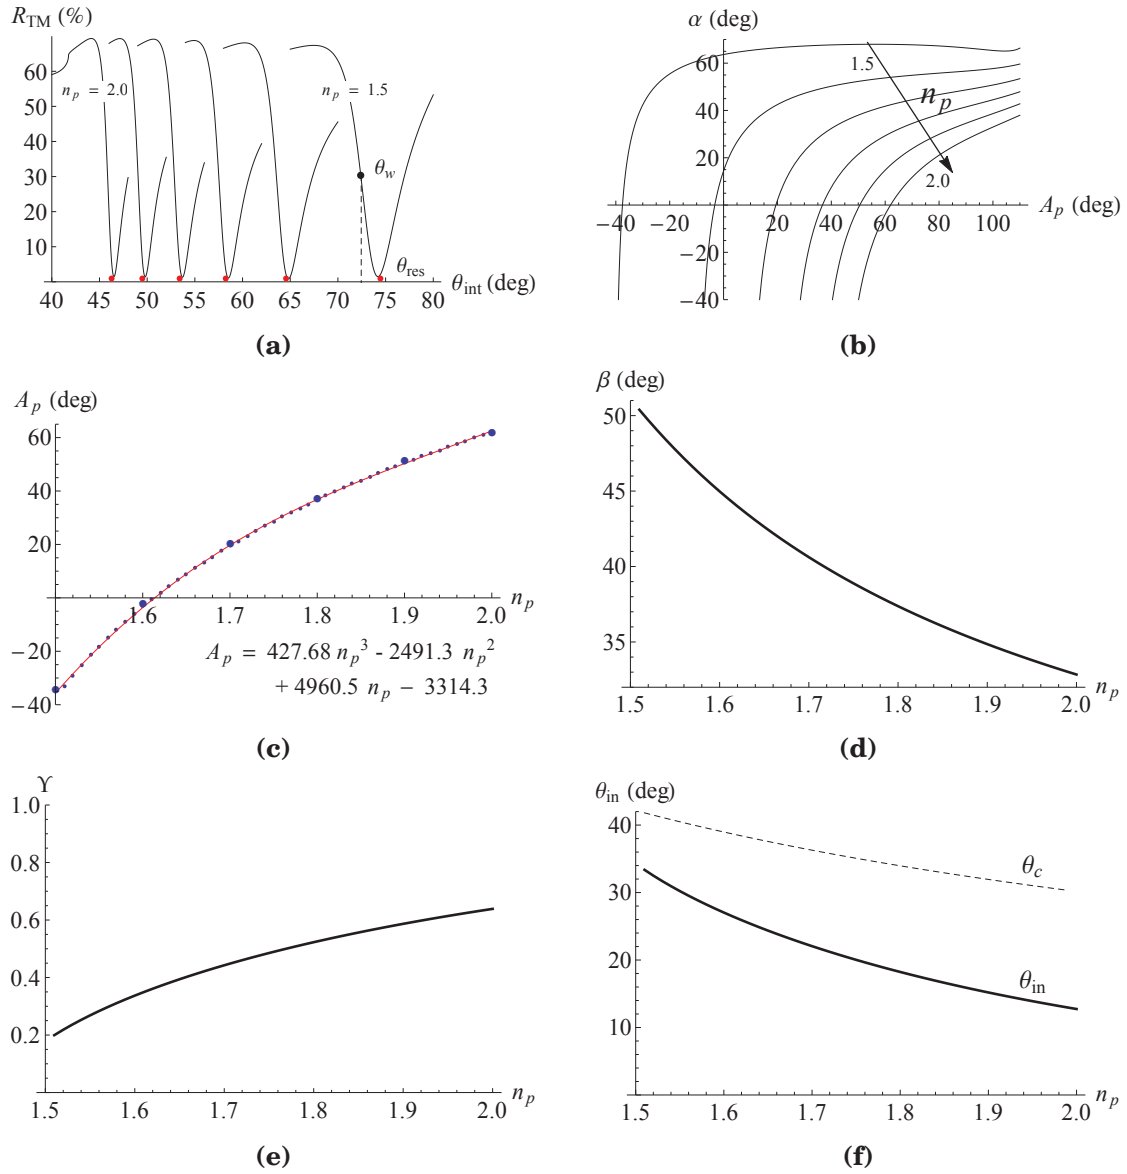 R_TM (%)
60
50
40
30
20
10
n_p = 2.0
n_p = 1.5
θ_w
θ_res
θ_int (deg)
40 45 50 55 60 65 70 75 80
(a)
α (deg)
60
40
20
−20
−40
1.5
n_p
2.0
−40 −20 0 20 40 60 80 100
A_p (deg)
(b)
A_p (deg)
60
40
20
−20
−40
1.6 1.7 1.8 1.9 2.0
n_p
A_p = 427.68 n_p^3 - 2491.3 n_p^2
+ 4960.5 n_p − 3314.3
(c)
β (deg)
50
45
40
35
1.5 1.6 1.7 1.8 1.9 2.0
n_p
(d)
ϒ
1.0
0.8
0.6
0.4
0.2
1.5 1.6 1.7 1.8 1.9 2.0
n_p
(e)
θ_in (deg)
40
30
20
10
θ_c
θ_in
1.5 1.6 1.7 1.8 1.9 2.0
n_p
(f)